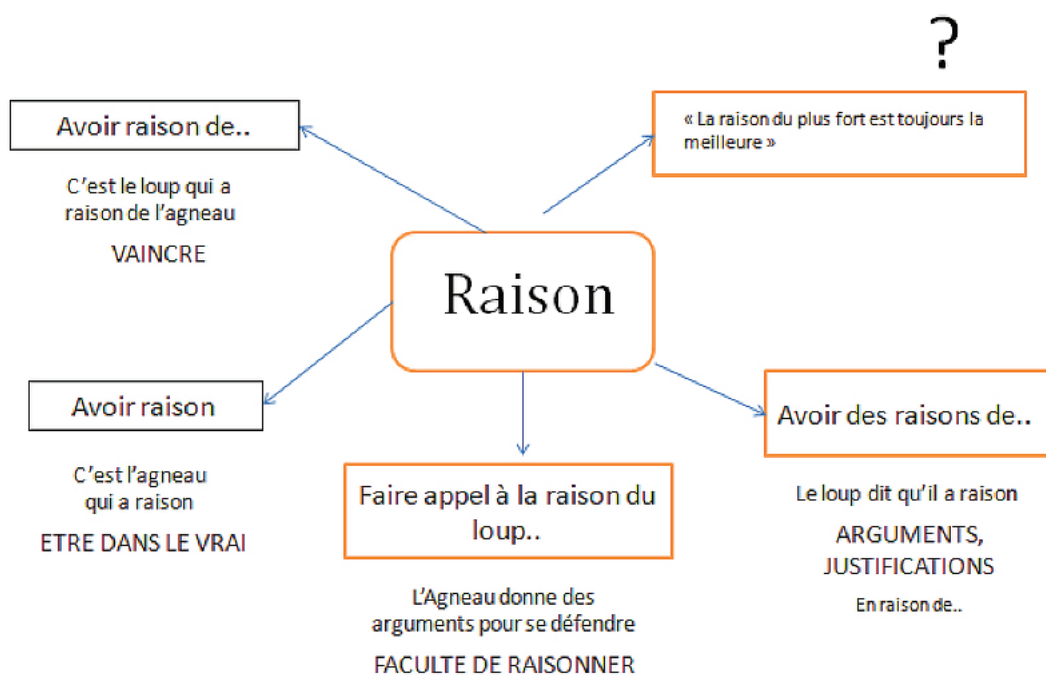 ?
Avoir raison de..
« La raison du plus fort est toujours la
meilleure »
C'est le loup qui a
raison de l'agneau
VAINCRE
Raison
Avoir raison
C'est l'agneau
qui a raison
ETRE DANS LE VRAI
Faire appel à la raison du
loup..
L'Agneau donne des
arguments pour se défendre
FACULTE DE RAISONNER
Avoir des raisons de..
Le loup dit qu'il a raison
ARGUMENTS,
JUSTIFICATIONS
En raison de..